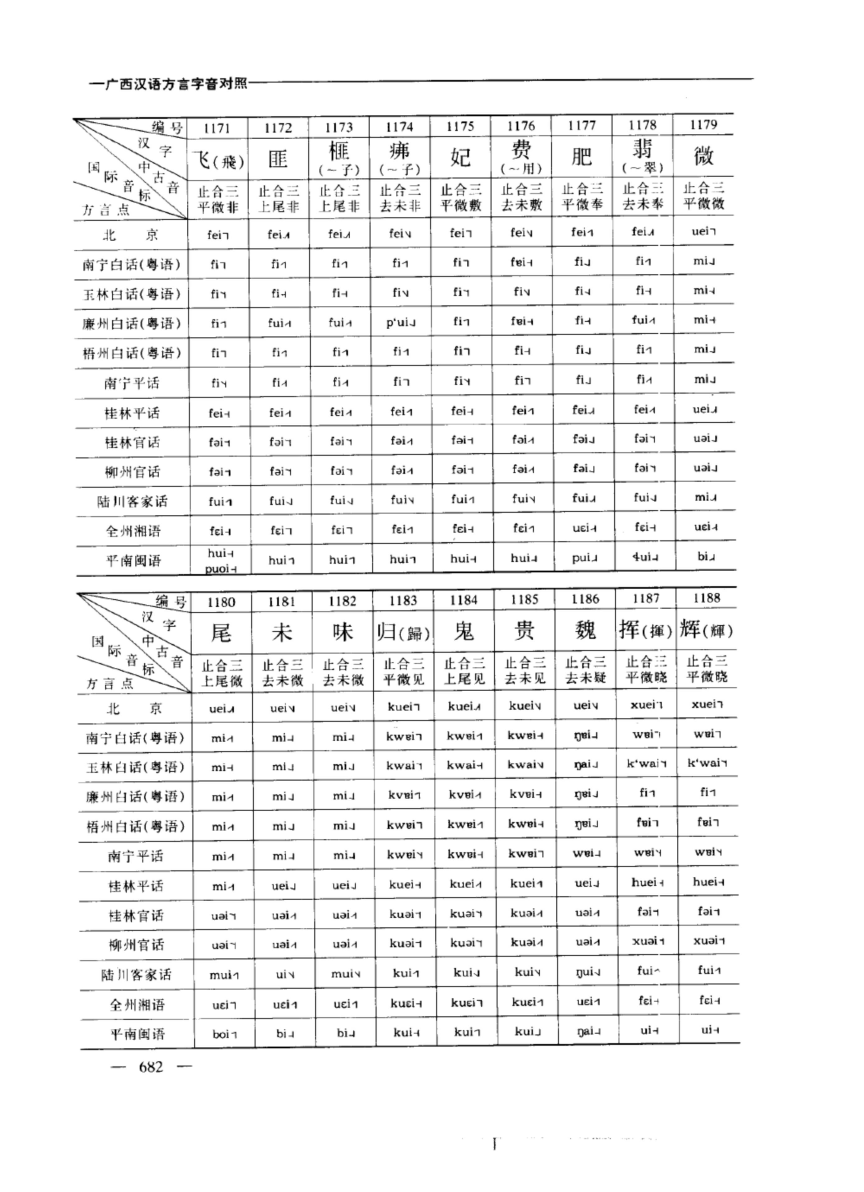 一广西汉语方言字音对照
编号 1171 1172 1173 1174 1175 1176 1177 1178 1179
汉字 飞(飛) 匪 榧(～子) 痱(～子) 妃 费(～用) 肥 翡(～翠) 微
国际音标 中古音 方言点
止合三 止合三 止合三 止合三 止合三 止合三 止合三 止合三 止合三
平微非 上尾非 上尾非 去未非 平微敷 去未敷 平微奉 去未奉 平微微
北京 fei fei fei fei fei fei fei fei uei
南宁白话(粤语) fi fi fi fi fi fɐi fi fi mi
玉林白话(粤语) fi fi fi fi fi fi fi fi mi
廉州白话(粤语) fi fui fui p‘ui fi fɐi fi fui mi
梧州白话(粤语) fi fi fi fi fi fi fi fi mi
南宁平话 fi fi fi fi fi fi fi fi mi
桂林平话 fei fei fei fei fei fei fei fei uei
桂林官话 fəi fəi fəi fəi fəi fəi fəi fəi uəi
柳州官话 fəi fəi fəi fəi fəi fəi fəi fəi uəi
陆川客家话 fui fui fui fui fui fui fui fui mi
全州湘语 fɛi fɛi fɛi fɛi fɛi fɛi uɛi fɛi uɛi
平南闽语 hui puoi hui hui hui hui hui pui ɬui bi
编号 1180 1181 1182 1183 1184 1185 1186 1187 1188
汉字 尾 未 味 归(歸) 鬼 贵 魏 挥(揮) 辉(輝)
国际音标 中古音 方言点
止合三 止合三 止合三 止合三 止合三 止合三 止合三 止合三 止合三
上尾微 去未微 去未微 平微见 上尾见 去未见 去未疑 平微晓 平微晓
北京 uei uei uei kuei kuei kuei uei xuei xuei
南宁白话(粤语) mi mi mi kwɐi kwɐi kwɐi ŋɐi wɐi wɐi
玉林白话(粤语) mi mi mi kwai kwai kwai ŋai k‘wai k‘wai
廉州白话(粤语) mi mi mi kvɐi kvɐi kvɐi ŋɐi fi fi
梧州白话(粤语) mi mi mi kwɐi kwɐi kwɐi ŋɐi fɐi fɐi
南宁平话 mi mi mi kwɐi kwɐi kwɐi wɐi wɐi wɐi
桂林平话 mi uei uei kuei kuei kuei uei huei huei
桂林官话 uəi uəi uəi kuəi kuəi kuəi uəi fəi fəi
柳州官话 uəi uəi uəi kuəi kuəi kuəi uəi xuəi xuəi
陆川客家话 mui ui mui kui kui kui ŋui fui fui
全州湘语 uɛi uɛi uɛi kuɛi kuɛi kuɛi uɛi fɛi fɛi
平南闽语 boi bi bi kui kui kui ŋai ui ui
— 682 —